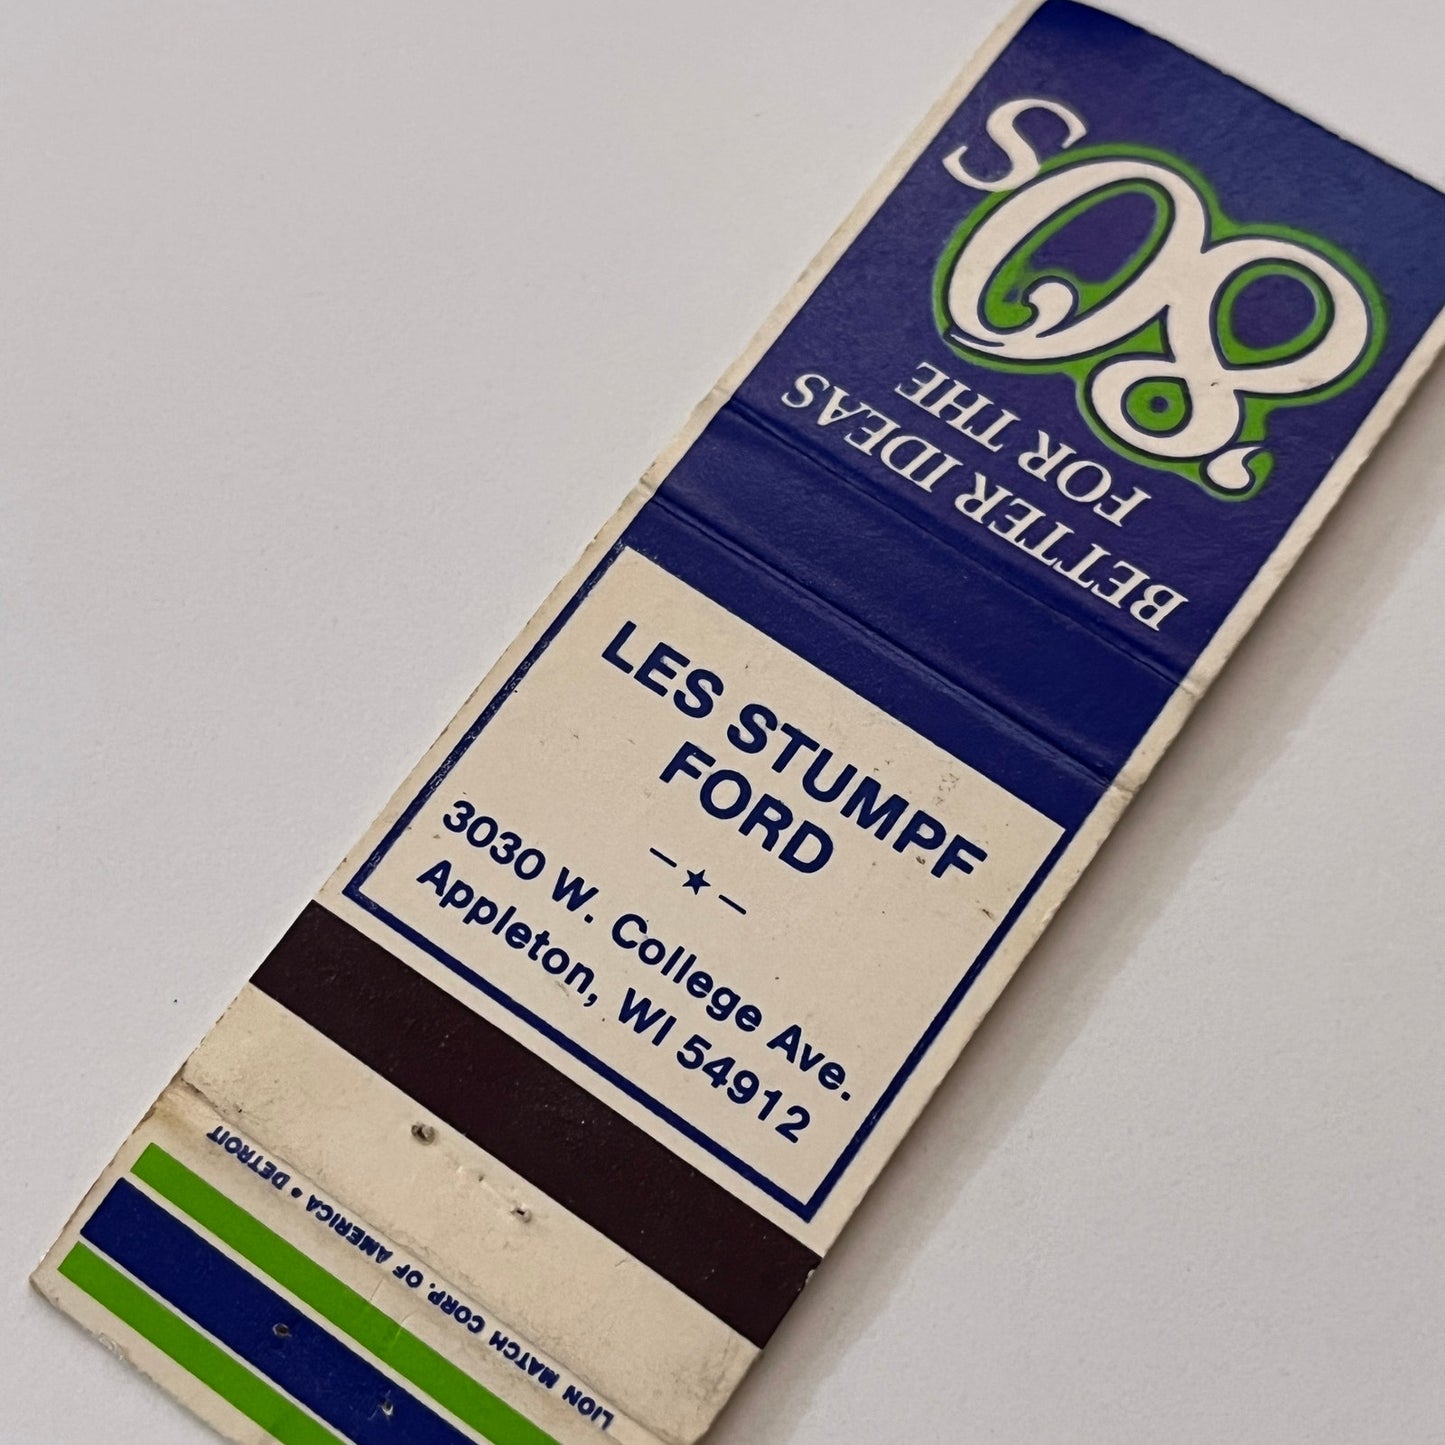 BETTER IDEAS
FOR THE
'80s
LES STUMPF
FORD
3030 W. College Ave.
Appleton, WI 54912
LION MATCH CORP. OF AMERICA • DETROIT